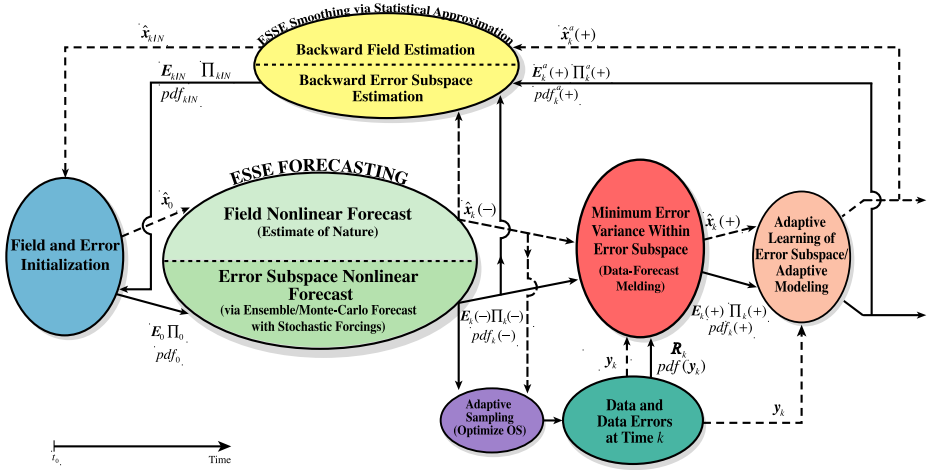 ESSE Smoothing via Statistical Approximation
x̂ₖᵢₙ
Backward Field Estimation
x̂ₖᵃ(+)
Backward Error Subspace
Estimation
E_kIN Π_kIN
pdf_kIN
Eₖᵃ(+) Πₖᵃ(+)
pdfₖᵃ(+)
ESSE FORECASTING
Field and Error
Initialization
x̂₀
E₀ Π₀
pdf₀
Field Nonlinear Forecast
(Estimate of Nature)
Error Subspace Nonlinear
Forecast
(via Ensemble/Monte-Carlo Forecast
with Stochastic Forcings)
x̂ₖ(−)
Eₖ(−)Πₖ(−)
pdfₖ(−)
Minimum Error
Variance Within
Error Subspace
(Data-Forecast
Melding)
x̂ₖ(+)
Eₖ(+) Πₖ(+)
pdfₖ(+)
Adaptive
Learning of
Error Subspace/
Adaptive
Modeling
yₖ
Rₖ
pdf(yₖ)
Adaptive
Sampling
(Optimize OS)
Data and
Data Errors
at Time k
yₖ
t₀
Time